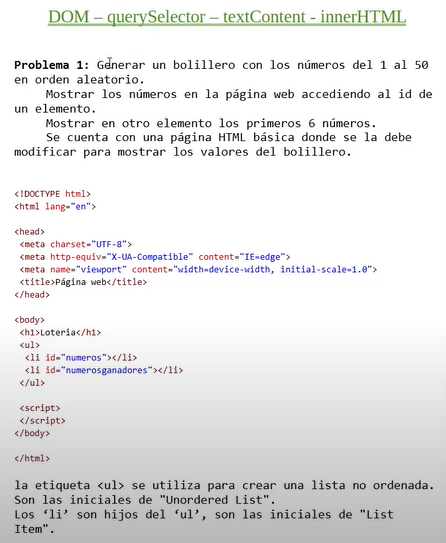 DOM – querySelector – textContent - innerHTML
Problema 1: Generar un bolillero con los números del 1 al 50
en orden aleatorio.
Mostrar los números en la página web accediendo al id de
un elemento.
Mostrar en otro elemento los primeros 6 números.
Se cuenta con una página HTML básica donde se la debe
modificar para mostrar los valores del bolillero.
<!DOCTYPE html>
<html lang="en">
<head>
<meta charset="UTF-8">
<meta http-equiv="X-UA-Compatible" content="IE=edge">
<meta name="viewport" content="width=device-width, initial-scale=1.0">
<title>Página web</title>
</head>
<body>
<h1>Loteria</h1>
<ul>
<li id="numeros"></li>
<li id="numerosganadores"></li>
</ul>
<script>
</script>
</body>
</html>
la etiqueta <ul> se utiliza para crear una lista no ordenada.
Son las iniciales de "Unordered List".
Los ‘li’ son hijos del ‘ul’, son las iniciales de "List
Item".